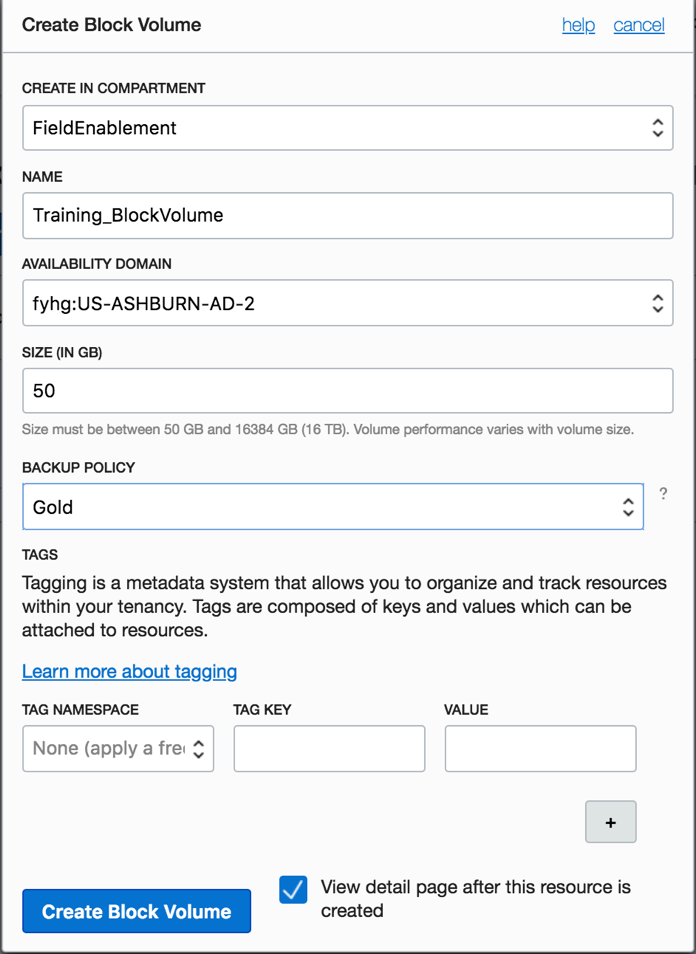 Create Block Volume help cancel
CREATE IN COMPARTMENT
FieldEnablement
NAME
Training_BlockVolume
AVAILABILITY DOMAIN
fyhg:US-ASHBURN-AD-2
SIZE (IN GB)
50
Size must be between 50 GB and 16384 GB (16 TB). Volume performance varies with volume size.
BACKUP POLICY
Gold ?
TAGS
Tagging is a metadata system that allows you to organize and track resources
within your tenancy. Tags are composed of keys and values which can be
attached to resources.
Learn more about tagging
TAG NAMESPACE TAG KEY VALUE
None (apply a free
+
View detail page after this resource is
created
Create Block Volume